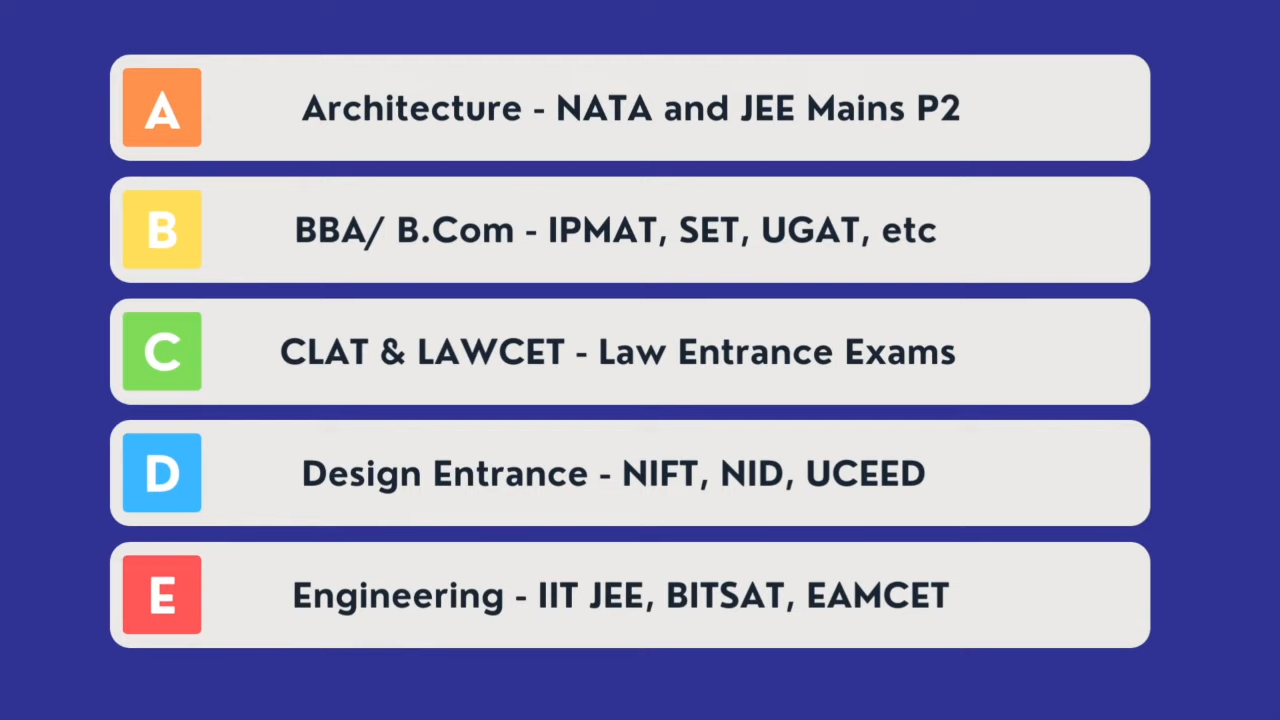 A Architecture - NATA and JEE Mains P2
B BBA/ B.Com - IPMAT, SET, UGAT, etc
C CLAT & LAWCET - Law Entrance Exams
D Design Entrance - NIFT, NID, UCEED
E Engineering - IIT JEE, BITSAT, EAMCET